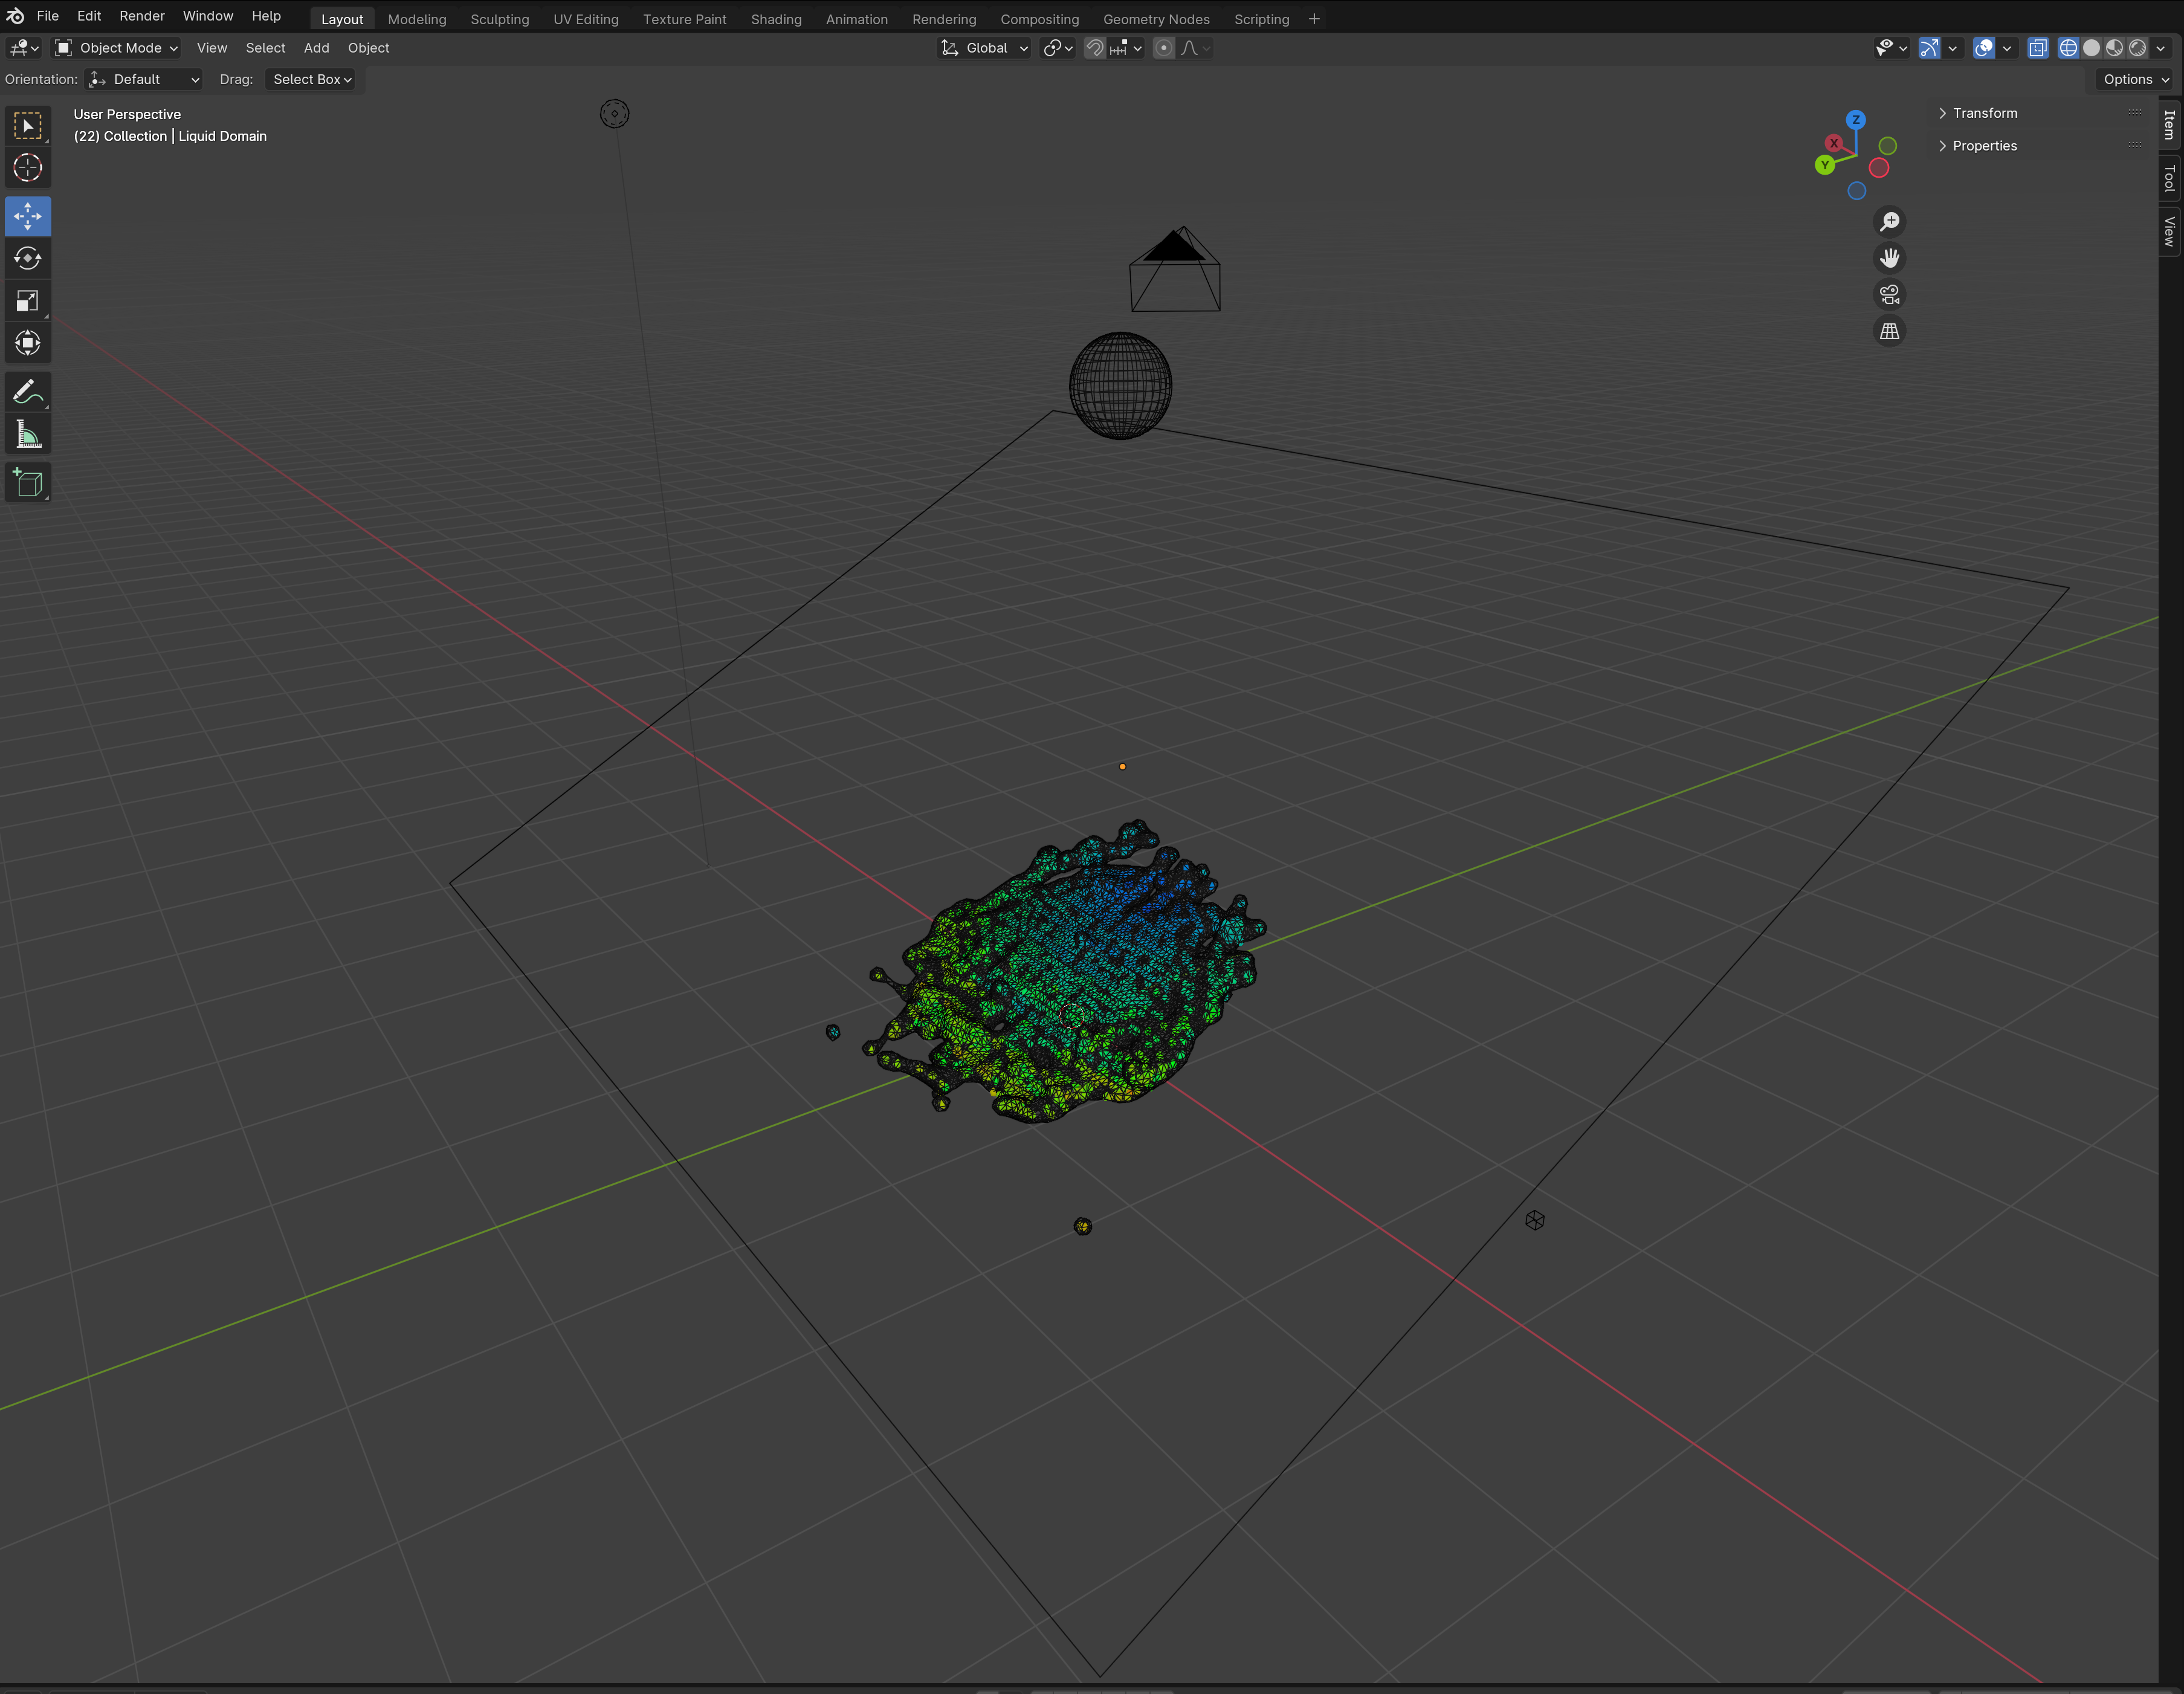 File Edit Render Window Help Layout Modeling Sculpting UV Editing Texture Paint Shading Animation Rendering Compositing Geometry Nodes Scripting +
Object Mode View Select Add Object Global
Orientation: Default Drag: Select Box Options
User Perspective
(22) Collection | Liquid Domain
Z
X
Y
Transform
Properties
Item
Tool
View